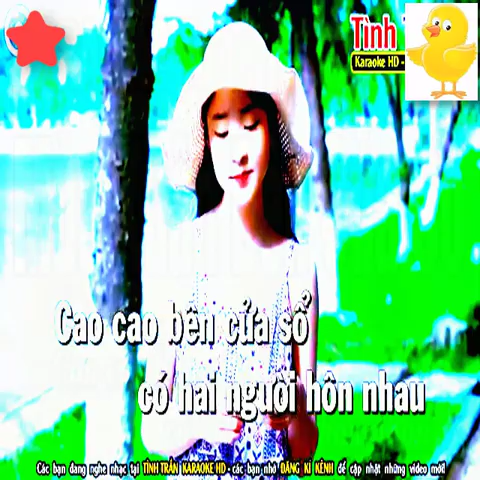 Tình
Karaoke HD -
Cao cao bên cửa sổ
có hai người hôn nhau
Các bạn đang nghe nhạc tại TÌNH TRẦN KARAOKE HD - các bạn nhớ ĐĂNG KÍ KÊNH để cập nhật những video mới!